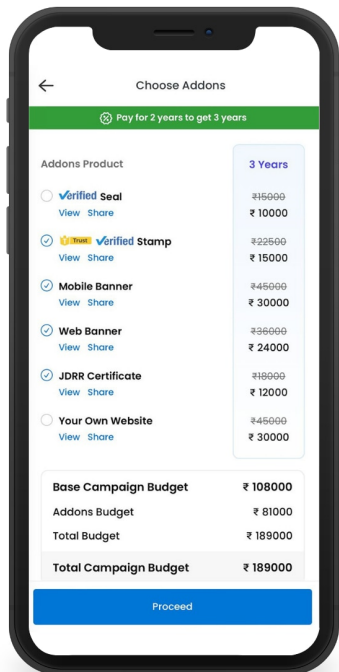 Choose Addons
Pay for 2 years to get 3 years
Addons Product 3 Years
Verified Seal ₹15000
View Share ₹ 10000
Trust Verified Stamp ₹22500
View Share ₹ 15000
Mobile Banner ₹45000
View Share ₹ 30000
Web Banner ₹36000
View Share ₹ 24000
JDRR Certificate ₹18000
View Share ₹ 12000
Your Own Website ₹45000
View Share ₹ 30000
Base Campaign Budget ₹ 108000
Addons Budget ₹ 81000
Total Budget ₹ 189000
Total Campaign Budget ₹ 189000
Proceed